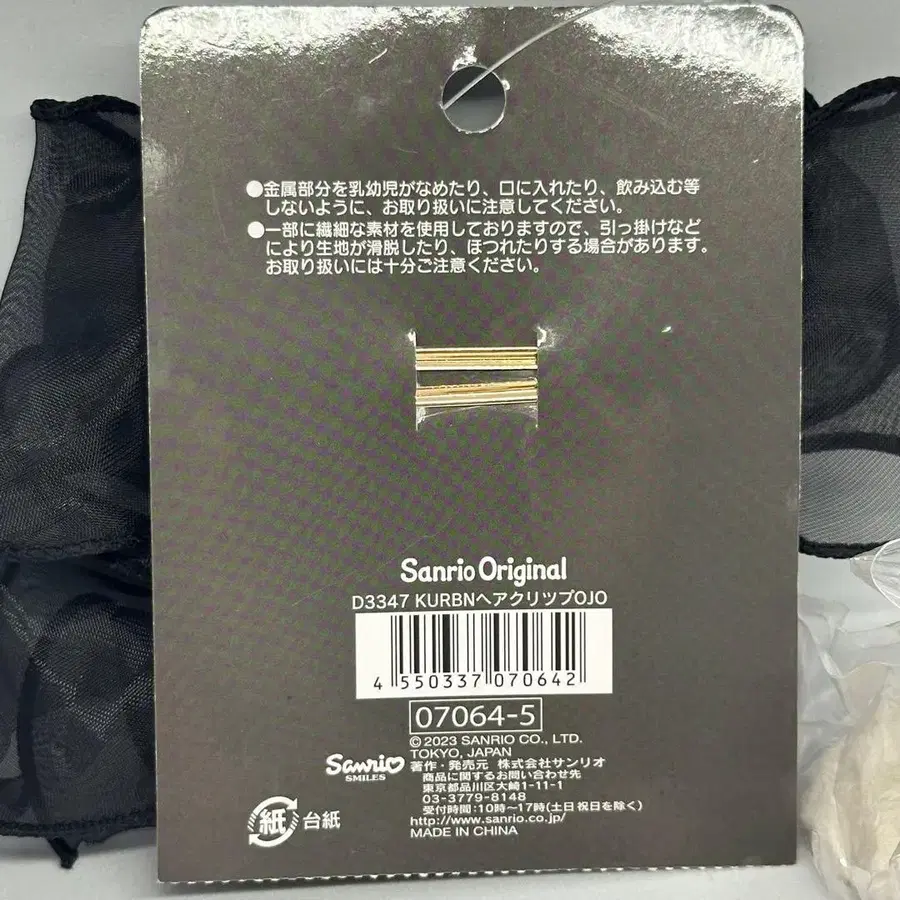 ●金属部分を乳幼児がなめたり、口に入れたり、飲み込む等
しないように、お取り扱いに注意してください。
●一部に繊細な素材を使用しておりますので、引っ掛けなど
により生地が滑脱したり、ほつれたりする場合があります。
お取り扱いには十分ご注意ください。
Sanrio Original
D3347 KURBNヘアクリツプOJO
4 550337 070642
07064-5
© 2023 SANRIO CO., LTD.
TOKYO, JAPAN
Sanrio SMILES
著作・発売元 株式会社サンリオ
商品に関するお問い合わせ先
東京都品川区大崎1-11-1
03-3779-8148
受付時間:10時〜17時(土日祝日を除く)
http://www.sanrio.co.jp/
MADE IN CHINA
紙 台紙